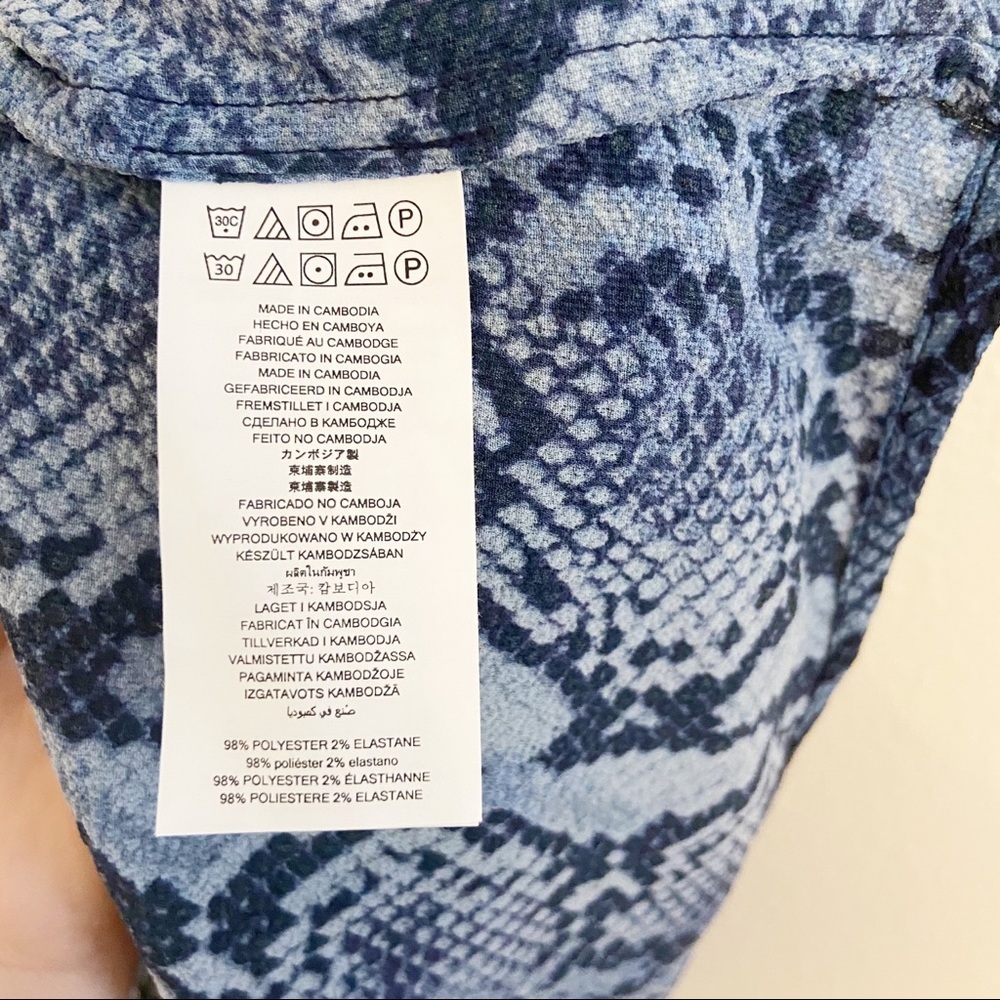 30C P
30 P
MADE IN CAMBODIA
HECHO EN CAMBOYA
FABRIQUÉ AU CAMBODGE
FABBRICATO IN CAMBOGIA
MADE IN CAMBODIA
GEFABRICEERD IN CAMBODJA
FREMSTILLET I CAMBODJA
СДЕЛАНО В КАМБОДЖЕ
FEITO NO CAMBODJA
カンボジア製
柬埔寨制造
柬埔寨製造
FABRICADO NO CAMBOJA
VYROBENO V KAMBODŽI
WYPRODUKOWANO W KAMBODŻY
KÉSZÜLT KAMBODZSÁBAN
ผลิตในกัมพูชา
제조국: 캄보디아
LAGET I KAMBODSJA
FABRICAT ÎN CAMBODGIA
TILLVERKAD I KAMBODJA
VALMISTETTU KAMBODŽASSA
PAGAMINTA KAMBODŽOJE
IZGATAVOTS KAMBODŽĀ
صُنع في كمبوديا
98% POLYESTER 2% ELASTANE
98% poliéster 2% elastano
98% POLYESTER 2% ÉLASTHANNE
98% POLIESTERE 2% ELASTANE